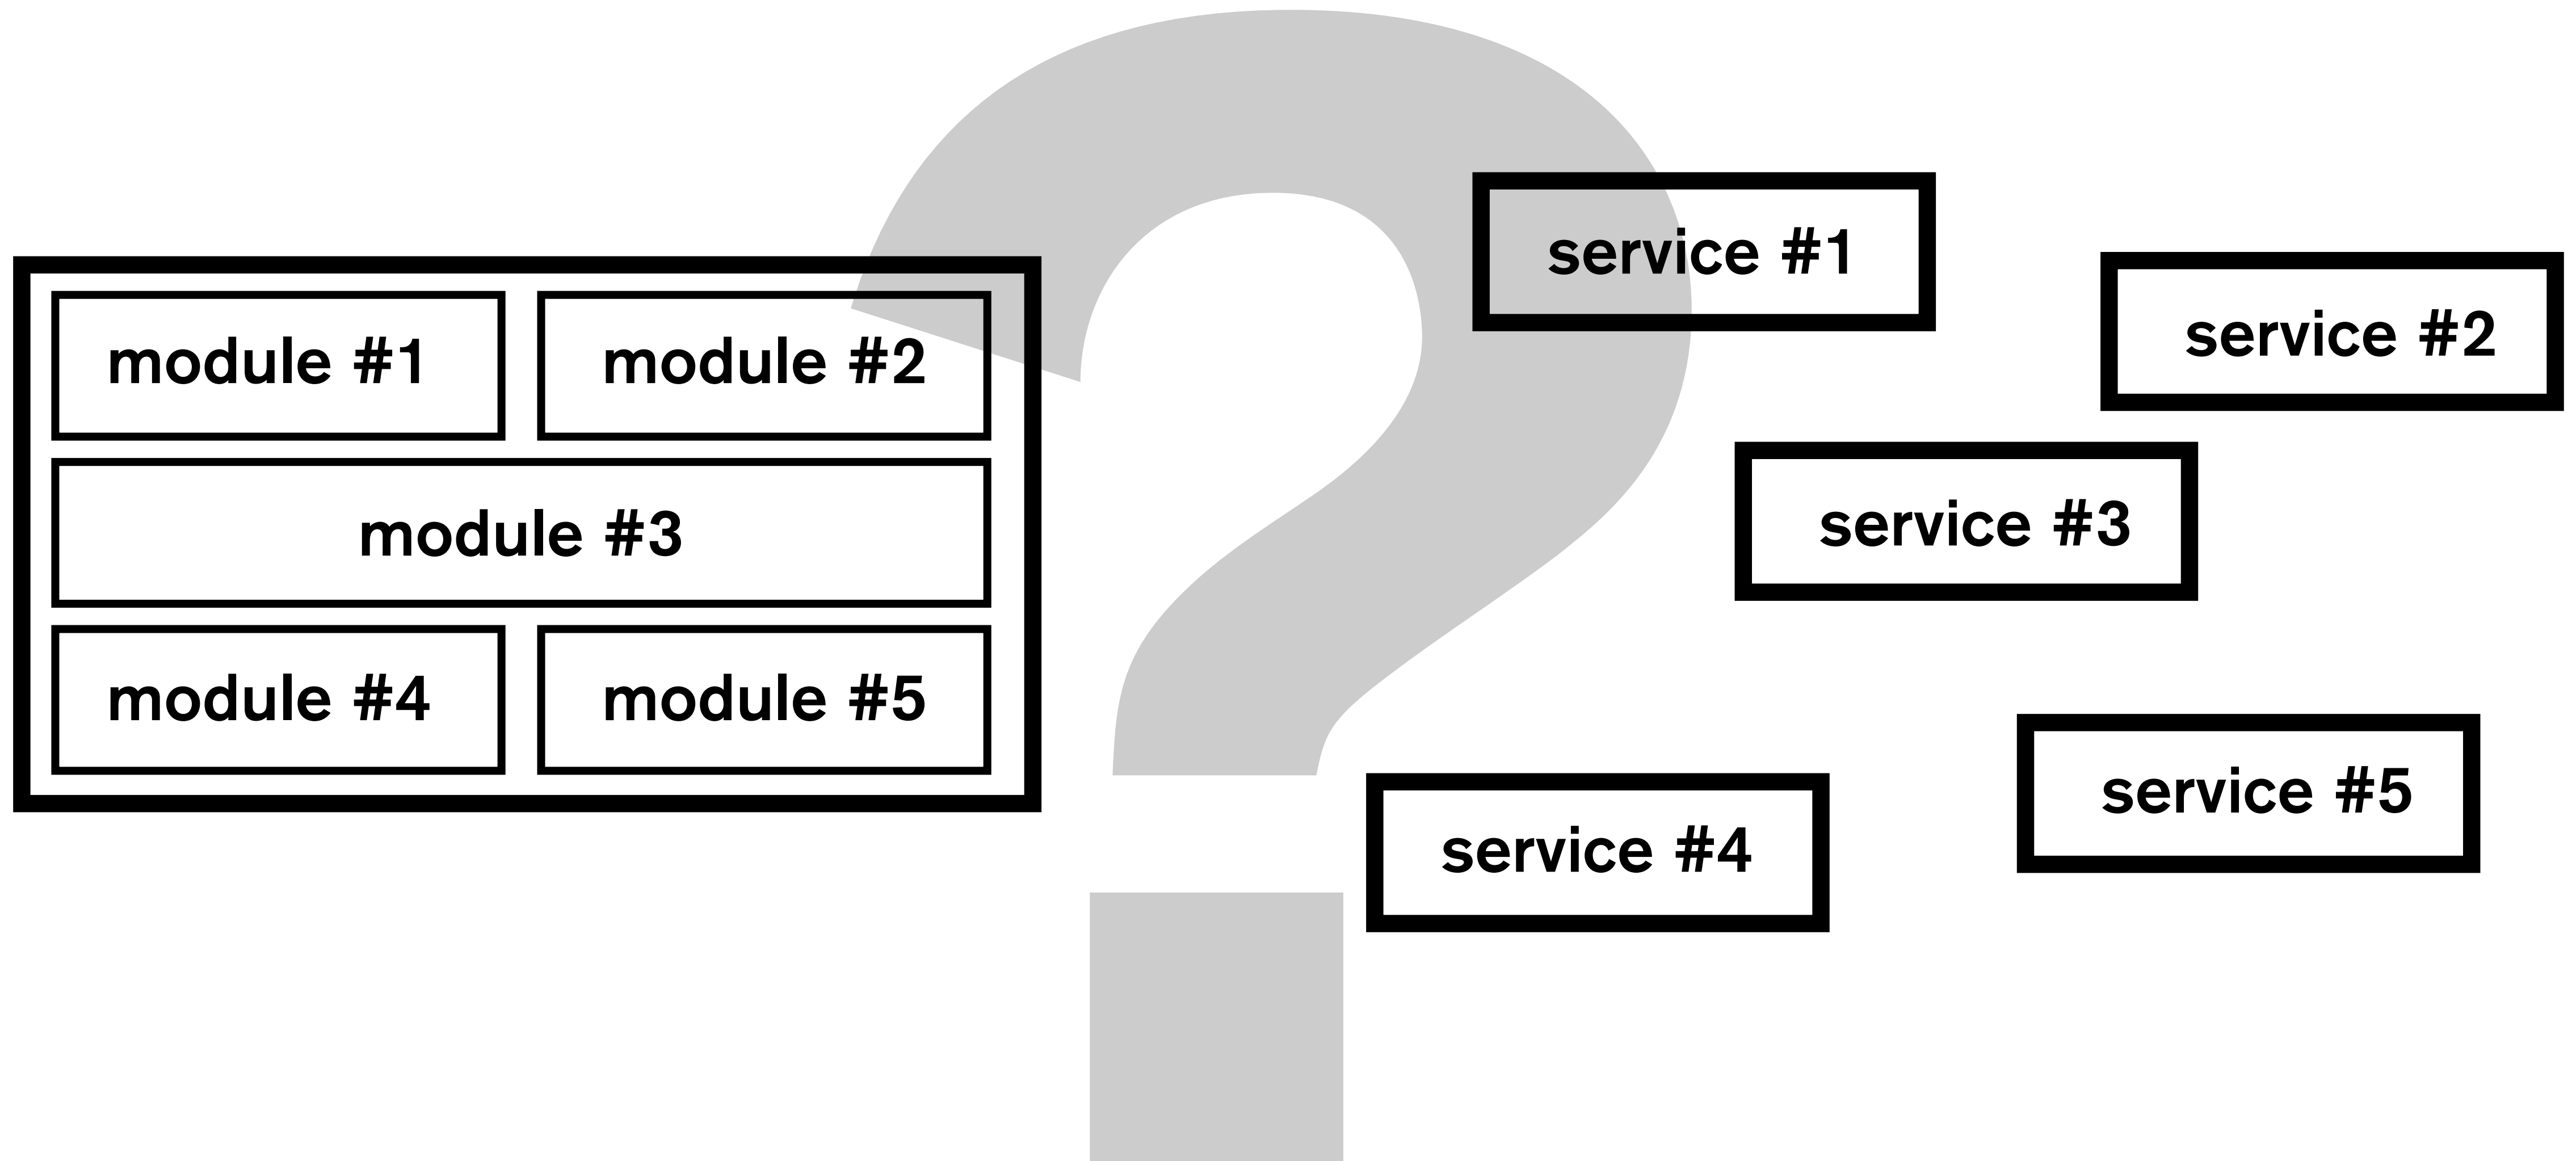 module #1
module #2
module #3
module #4
module #5
service #1
service #2
service #3
service #4
service #5
?